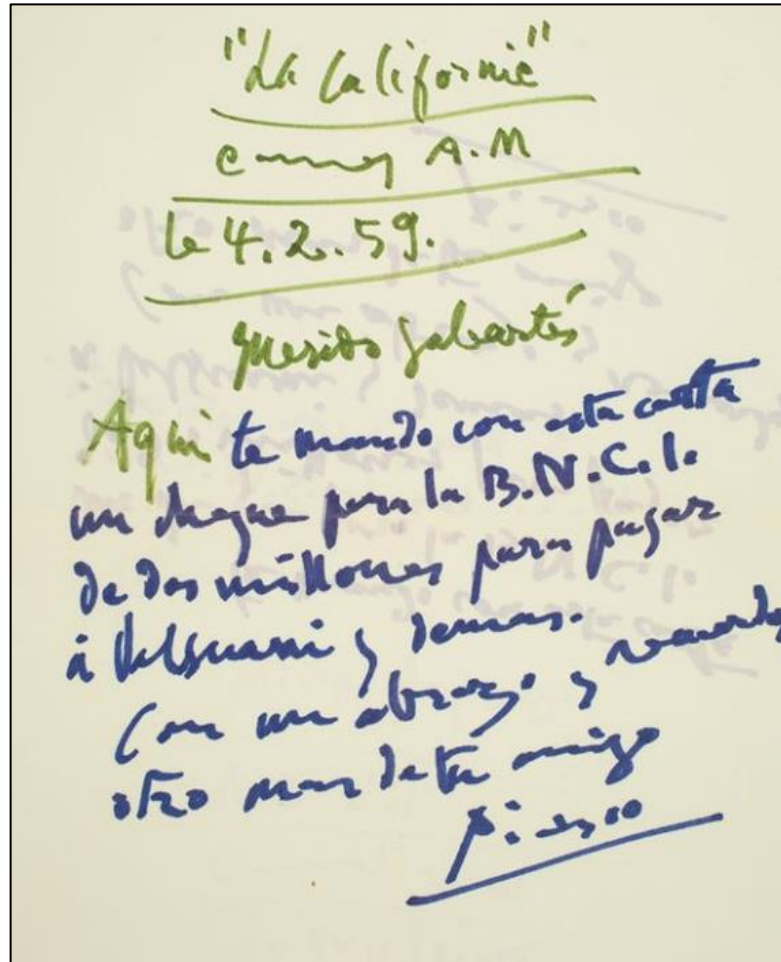 "La Californie"
Cannes A.M
le 4.2.59.
Querido Sabartés
Aqui te mando con esta carta
un cheque para la B.N.C.I.
de dos millones para pagar
à Valsuani y demas.
Con un abrazo y recuerdos
otro mas de tu amigo
Picasso